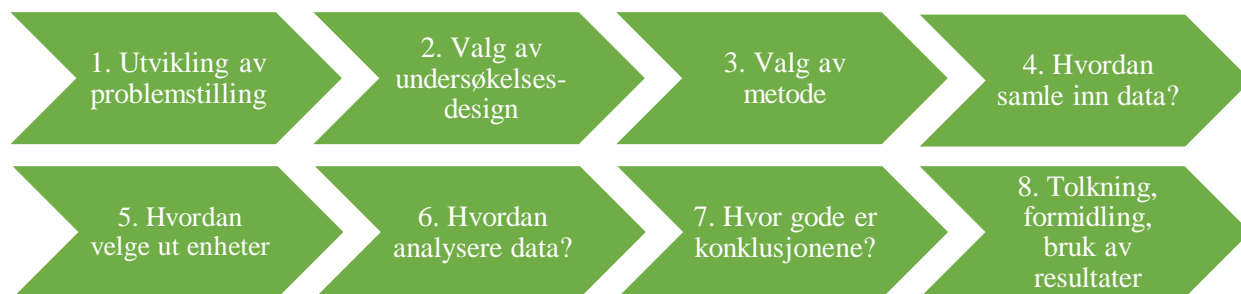 1. Utvikling av
problemstilling
2. Valg av
undersøkelses-
design
3. Valg av
metode
4. Hvordan
samle inn data?
5. Hvordan
velge ut enheter
6. Hvordan
analysere data?
7. Hvor gode er
konklusjonene?
8. Tolkning,
formidling,
bruk av
resultater